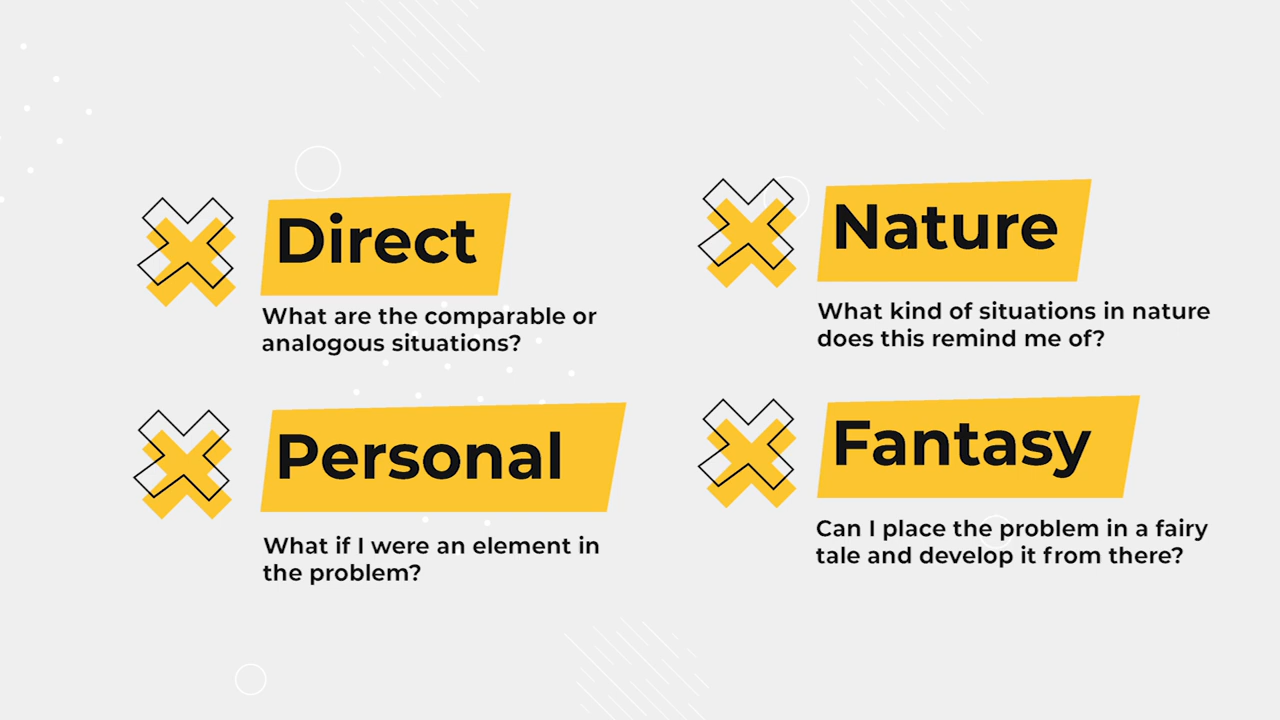 Direct
What are the comparable or
analogous situations?
Nature
What kind of situations in nature
does this remind me of?
Personal
What if I were an element in
the problem?
Fantasy
Can I place the problem in a fairy
tale and develop it from there?